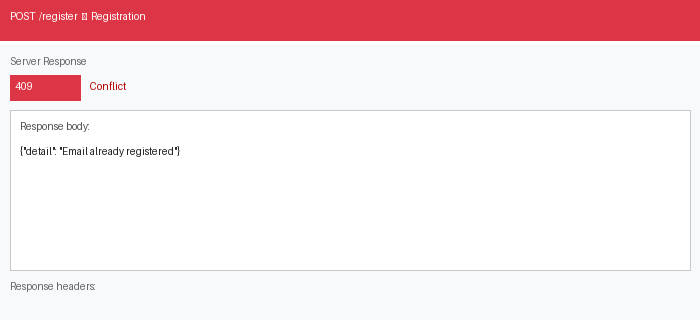 POST /register ▯ Registration
Server Response
409 Conflict
Response body:
{"detail": "Email already registered"}
Response headers: